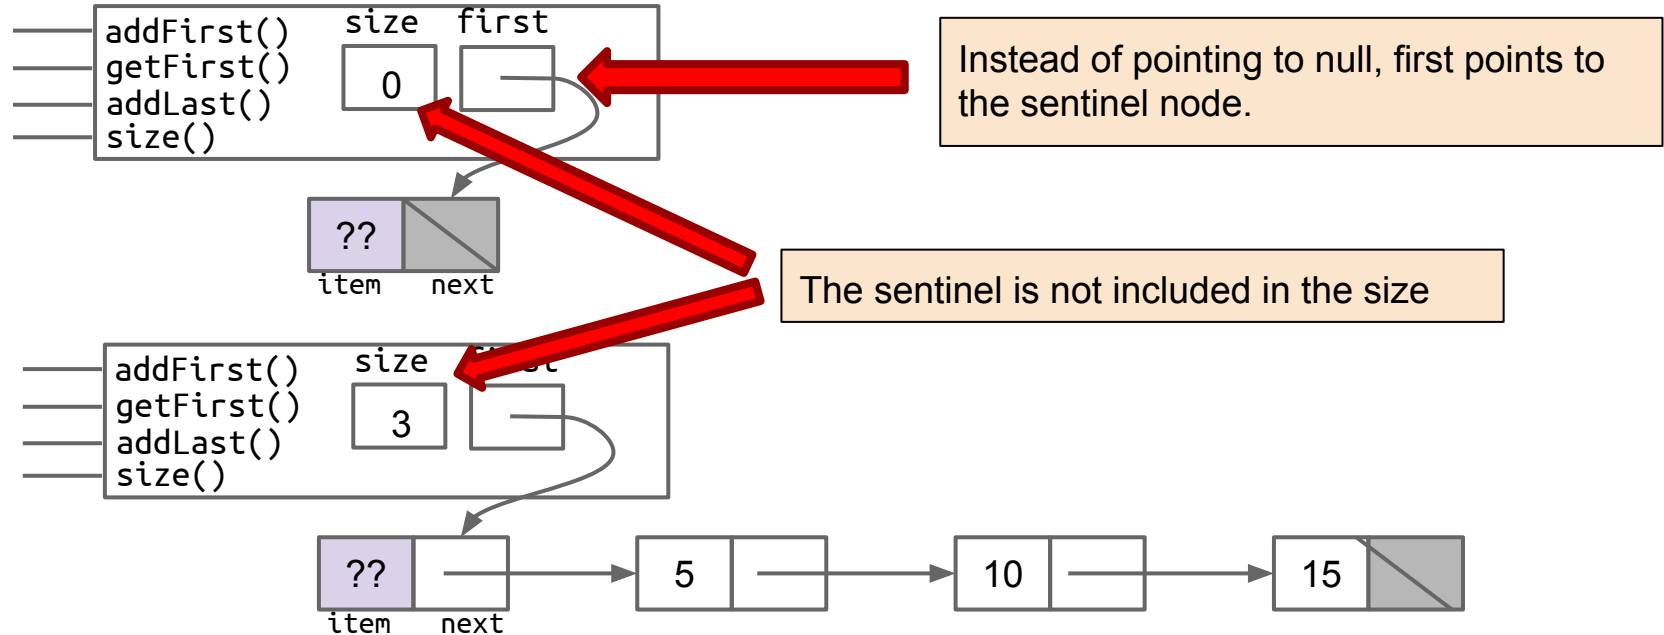 addFirst()
getFirst()
addLast()
size()
size first
0
Instead of pointing to null, first points to
the sentinel node.
??
item next
The sentinel is not included in the size
addFirst()
getFirst()
addLast()
size()
size
3
?? 5 10 15
item next